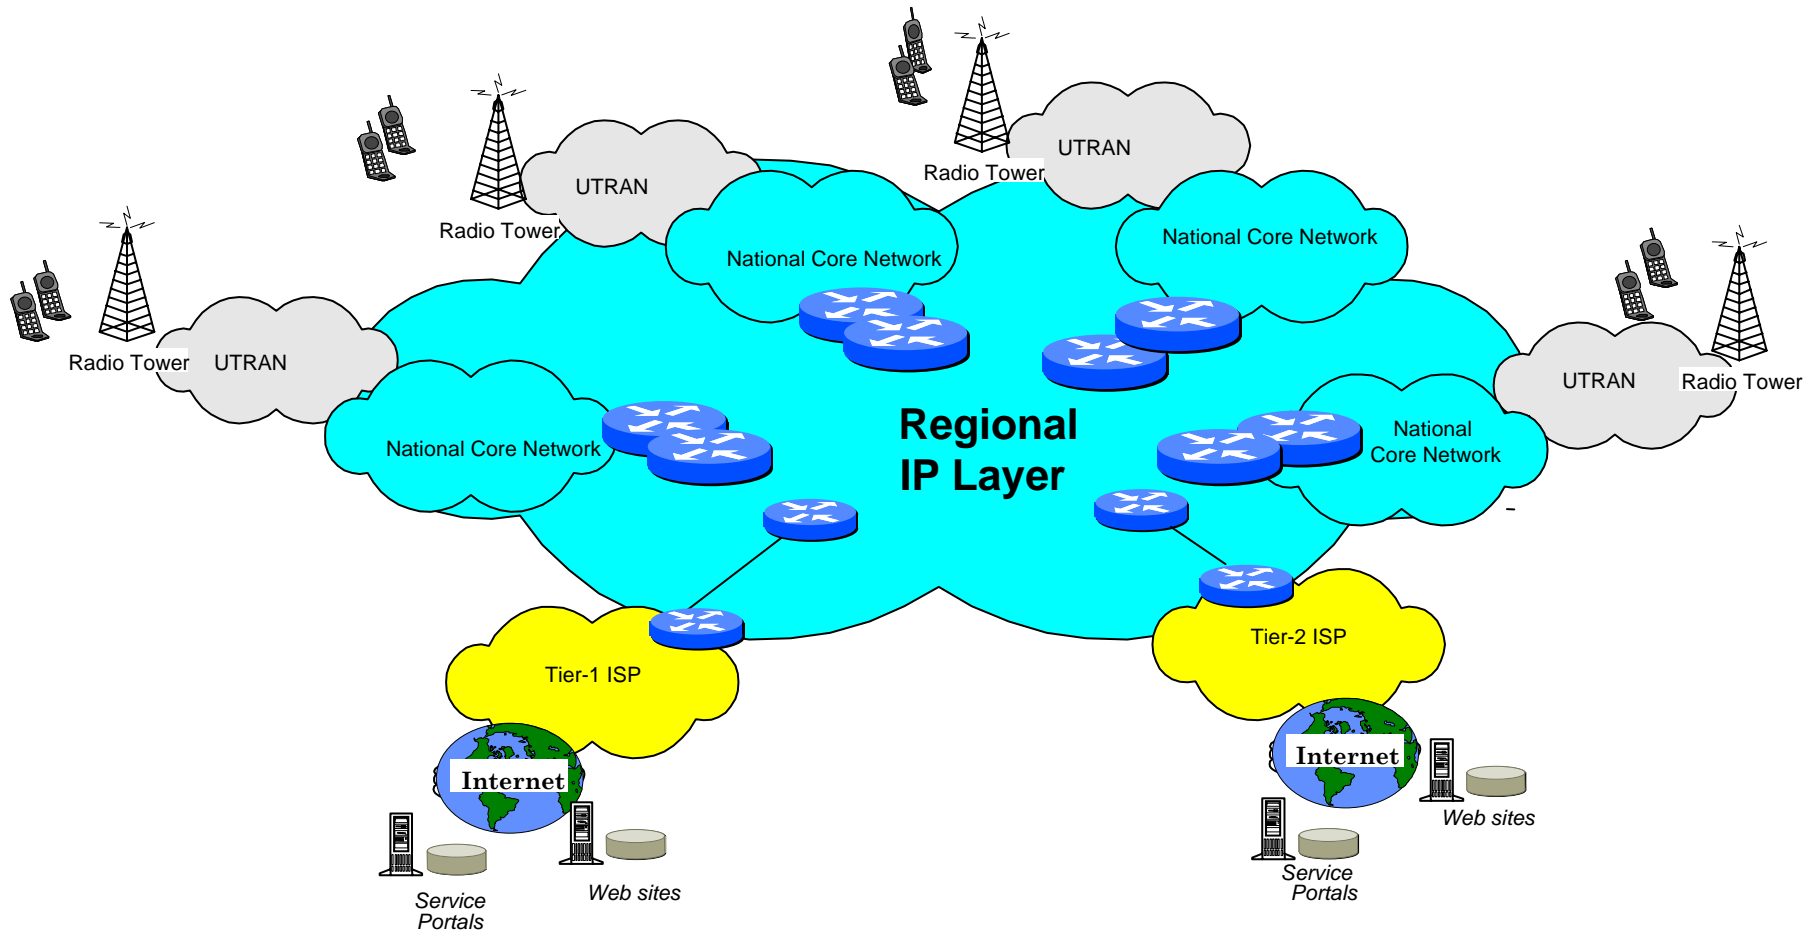 UTRAN
Radio Tower
UTRAN
Radio Tower
National Core Network
National Core Network
Radio Tower
UTRAN
UTRAN
Radio Tower
National Core Network
Regional
IP Layer
National
Core Network
Tier-1 ISP
Tier-2 ISP
Internet
Internet
Web sites
Service
Portals
Web sites
Service
Portals